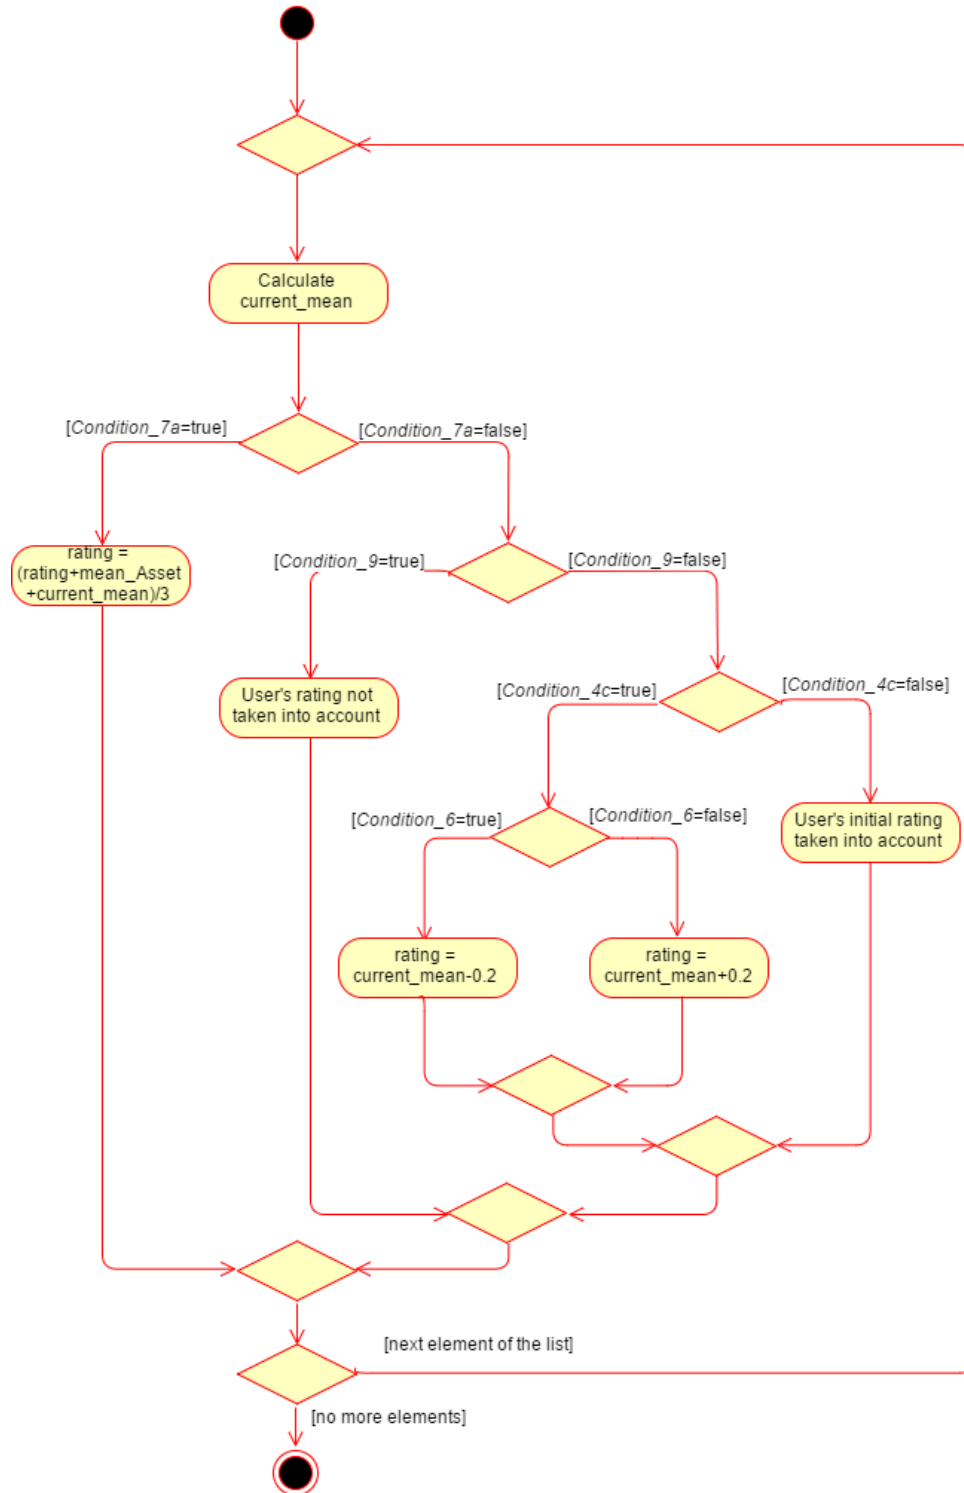 Calculate
current_mean
[Condition_7a=true]
[Condition_7a=false]
rating =
(rating+mean_Asset
+current_mean)/3
[Condition_9=true]
[Condition_9=false]
User's rating not
taken into account
[Condition_4c=true]
[Condition_4c=false]
[Condition_6=true]
[Condition_6=false]
User's initial rating
taken into account
rating =
current_mean-0.2
rating =
current_mean+0.2
[next element of the list]
[no more elements]